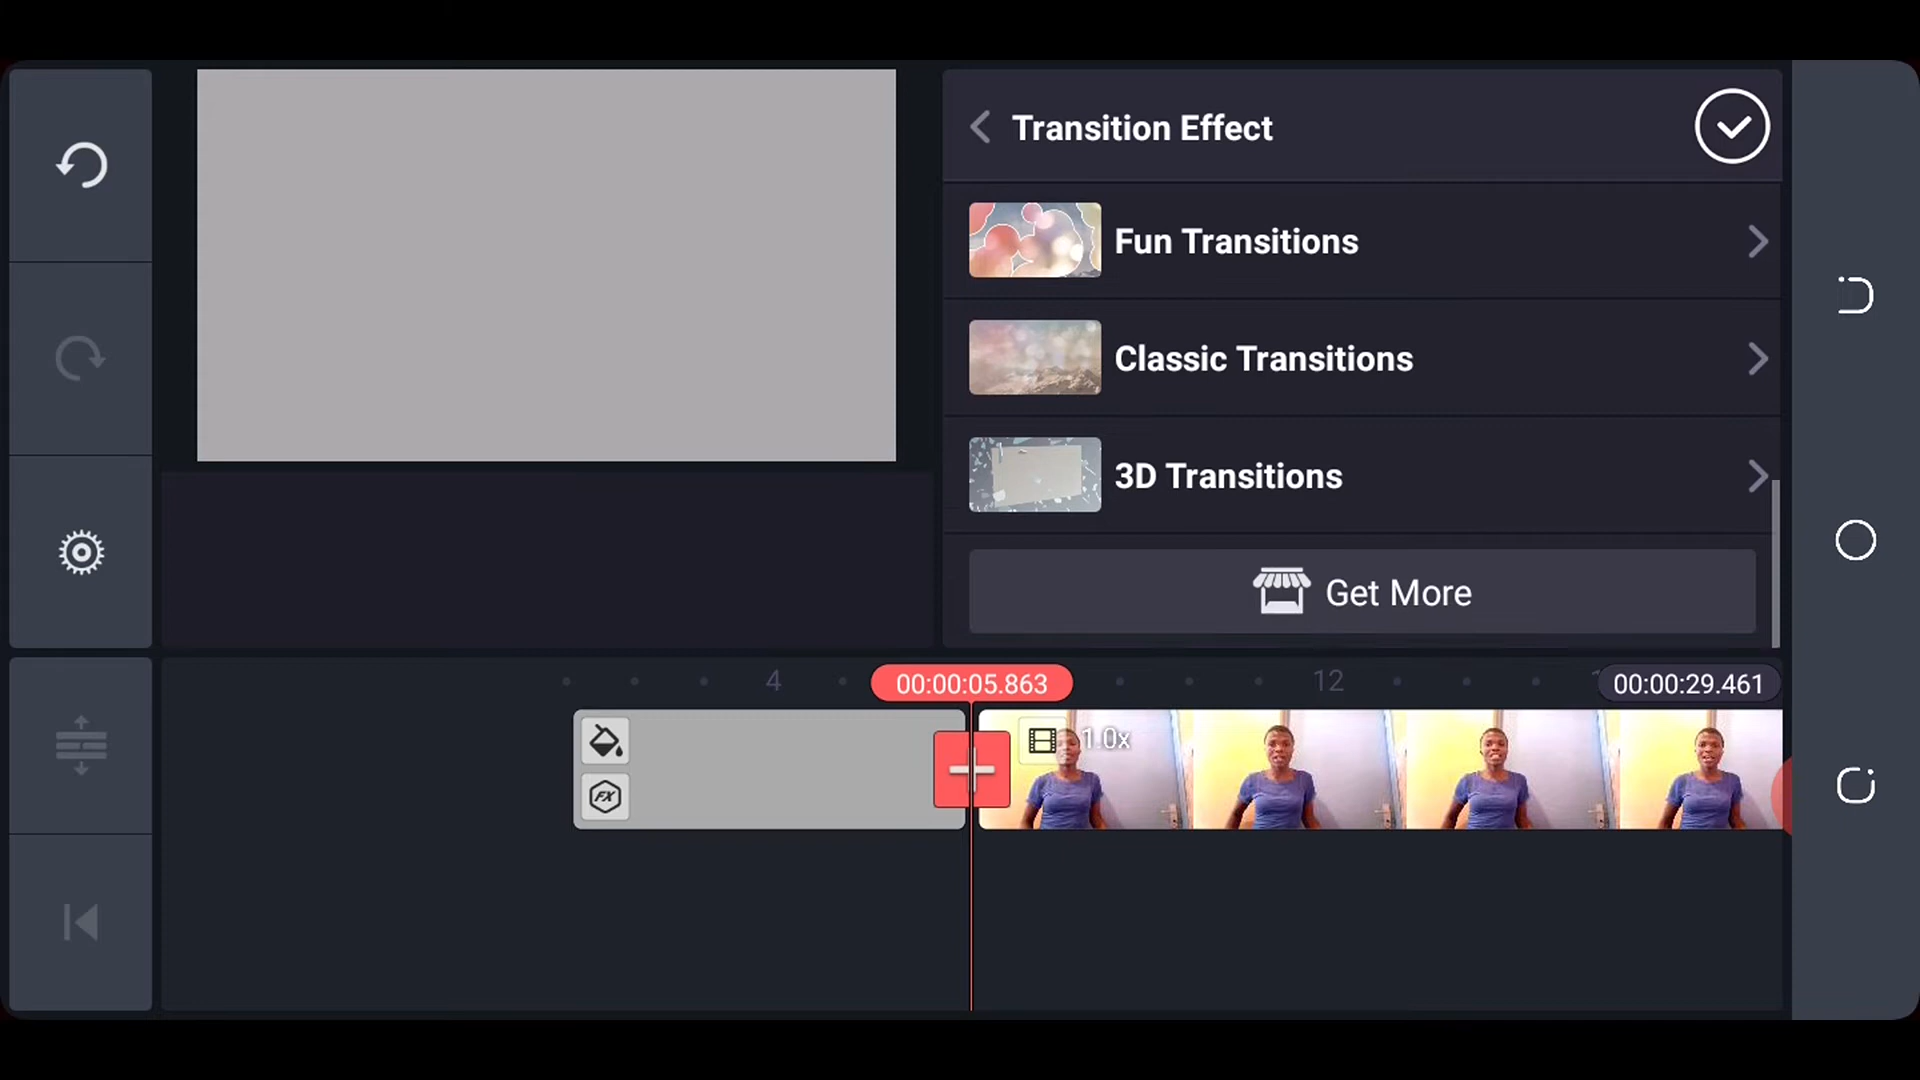 Transition Effect
Fun Transitions
Classic Transitions
3D Transitions
Get More
4
00:00:05.863
12
00:00:29.461
1.0x
FX